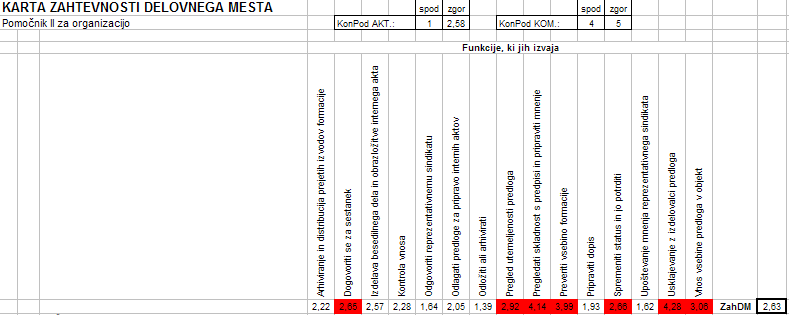 KARTA ZAHTEVNOSTI DELOVNEGA MESTA
spod zgor spod zgor
Pomočnik II za organizacijo KonPod AKT.: 1 2,58 KonPod KOM.: 4 5
Funkcije, ki jih izvaja
Arhiviranje in distribucija prejetih izvodov formacije
Dogovoriti se za sestanek
Izdelava besedilnega dela in obrazložitve internega akta
Kontrola vnosa
Odgovoriti reprezentativnemu sindikatu
Odlagati predloge za pripravo internih aktov
Odložiti ali arhivirati
Pregled utemeljenosti predloga
Pregledati skladnost s predpisi in pripraviti mnenje
Preveriti vsebino formacije
Pripraviti dopis
Spremeniti status in jo potrditi
Upoštevanje mnenja reprezentativnega sindikata
Usklajevanje z izdelovalci predloga
Vnos vsebine predloga v objekt
2,22 2,65 2,57 2,28 1,64 2,05 1,39 2,92 4,14 3,99 1,93 2,60 1,62 4,28 3,06 ZahDM 2,63